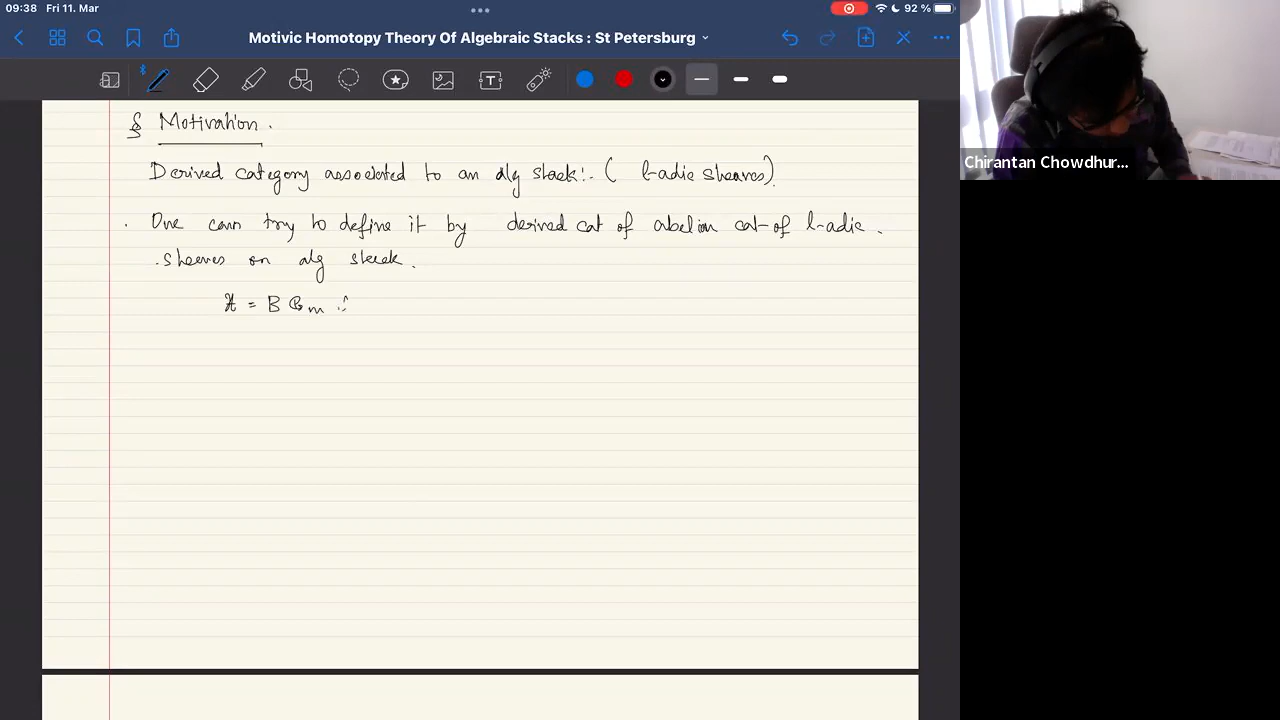 09:38 Fri 11. Mar
92 %
Motivic Homotopy Theory Of Algebraic Stacks : St Petersburg
§ Motivation.
Derived category associated to an alg stack:- ( l-adic sheaves).
. One can try to define it by derived cat of abelian cat of l-adic.
.sheaves on alg stack.
X = B Gm :
Chirantan Chowdhur...